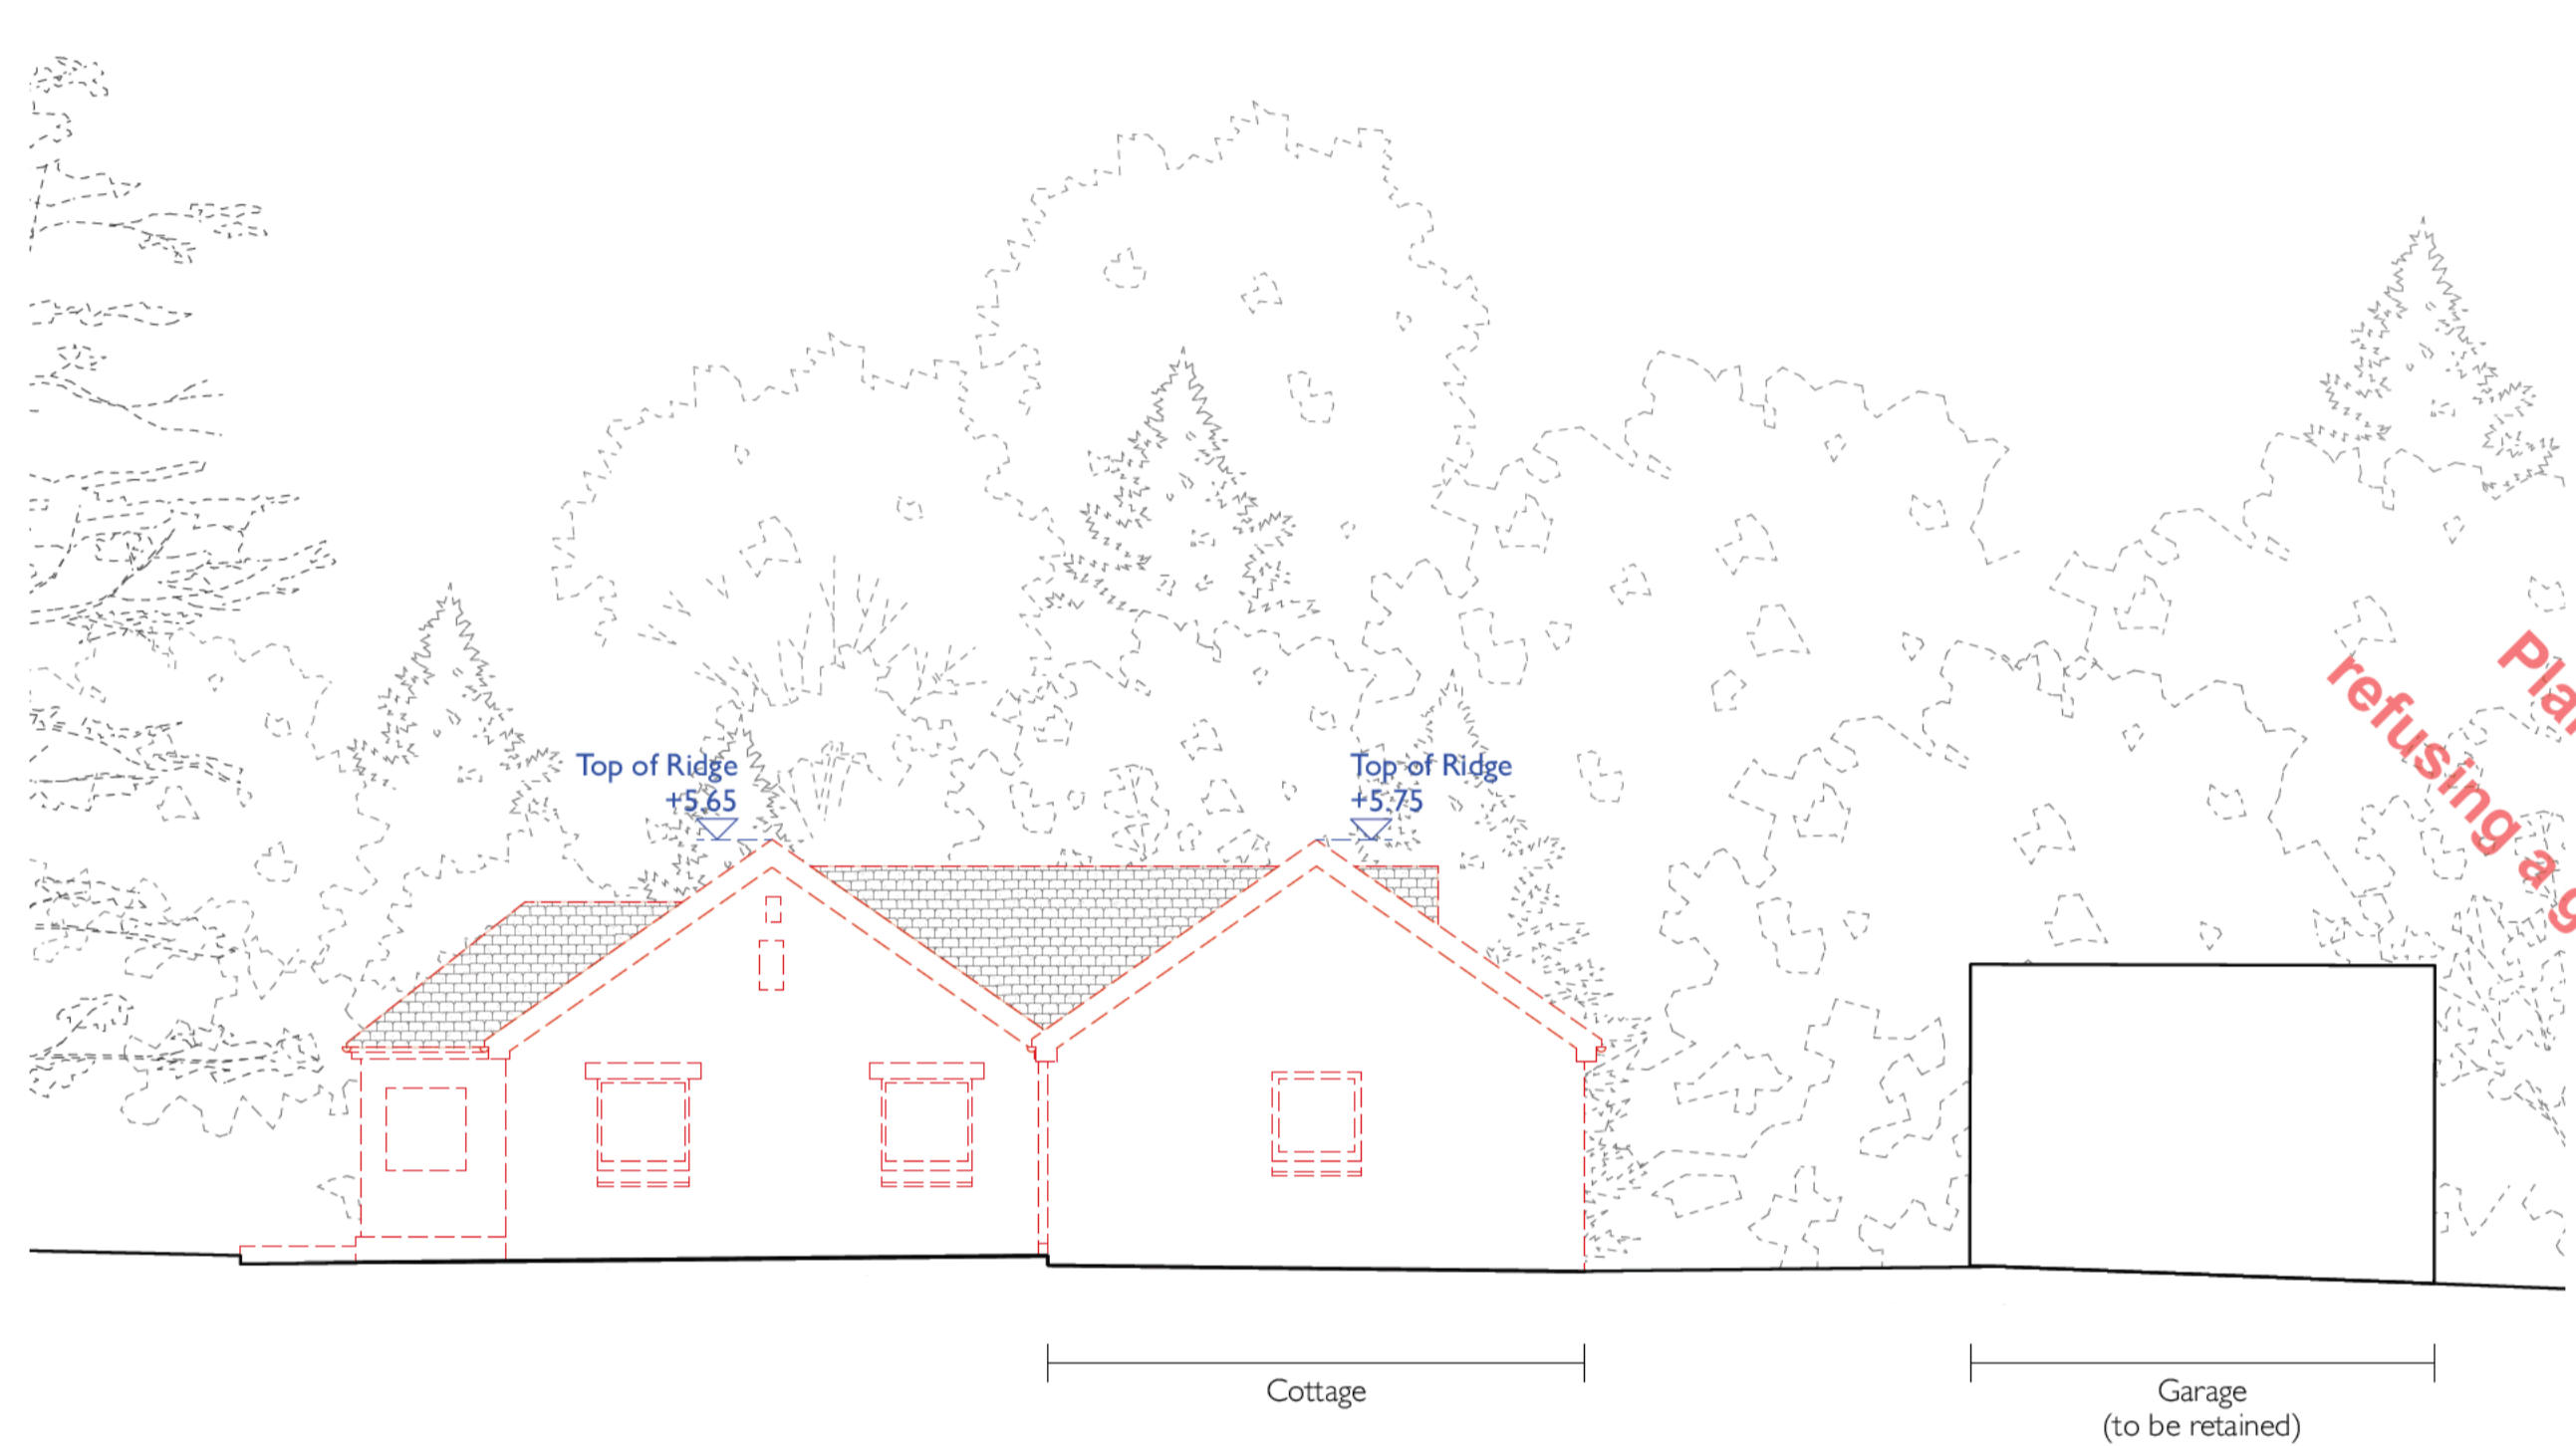 Top of Ridge
+5.65
Top of Ridge
+5.75
refusing a
Cottage
Garage
(to be retained)